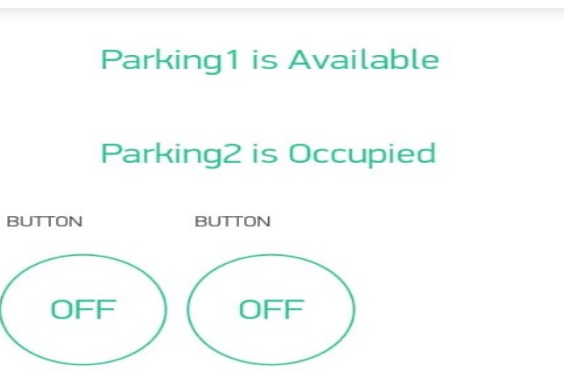 Parking1 is Available
Parking2 is Occupied
BUTTON BUTTON
OFF OFF